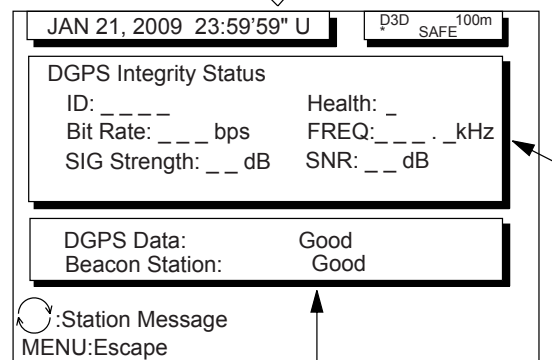 JAN 21, 2009 23:59'59" U
D3D 100m
* SAFE
DGPS Integrity Status
ID: _ _ _ _ Health: _
Bit Rate: _ _ _ bps FREQ:_ _ _ . _kHz
SIG Strength: _ _ dB SNR: _ _ dB
DGPS Data: Good
Beacon Station: Good
:Station Message
MENU:Escape